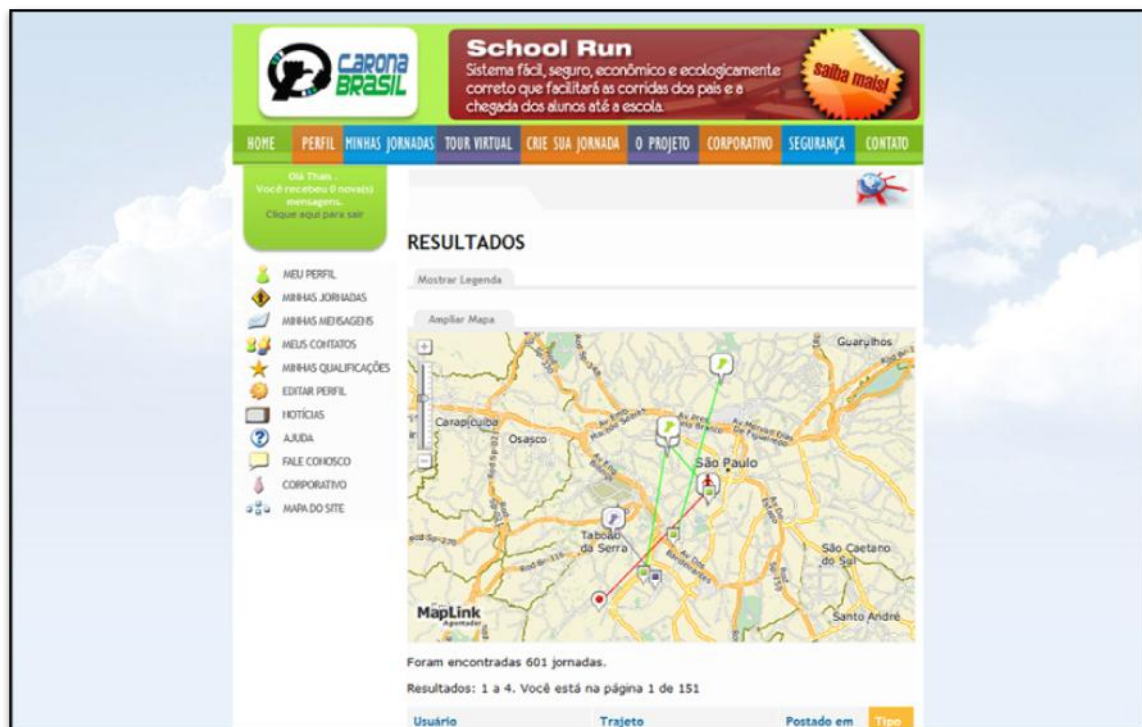 CARONA
BRASIL
School Run
Sistema fácil, seguro, econômico e ecologicamente
correto que facilitará as corridas dos pais e a
chegada dos alunos até a escola.
saiba mais!
HOME PERFIL MINHAS JORNADAS TOUR VIRTUAL CRIE SUA JORNADA O PROJETO CORPORATIVO SEGURANÇA CONTATO
Olá Thais .
Você recebeu 0 nova(s)
mensagens.
Clique aqui para sair
MEU PERFIL
MINHAS JORNADAS
MINHAS MENSAGENS
MEUS CONTATOS
MINHAS QUALIFICAÇÕES
EDITAR PERFIL
NOTÍCIAS
AJUDA
FALE CONOSCO
CORPORATIVO
MAPA DO SITE
RESULTADOS
Mostrar Legenda
Ampliar Mapa
Guarulhos
Carapicuíba
Osasco
São Paulo
Taboão
da Serra
Av Dos
Bandeirantes
São Caetano
do Sul
Santo André
MapLink
Apontador
Foram encontradas 601 jornadas.
Resultados: 1 a 4. Você está na página 1 de 151
Usuário Trajeto Postado em Tipo